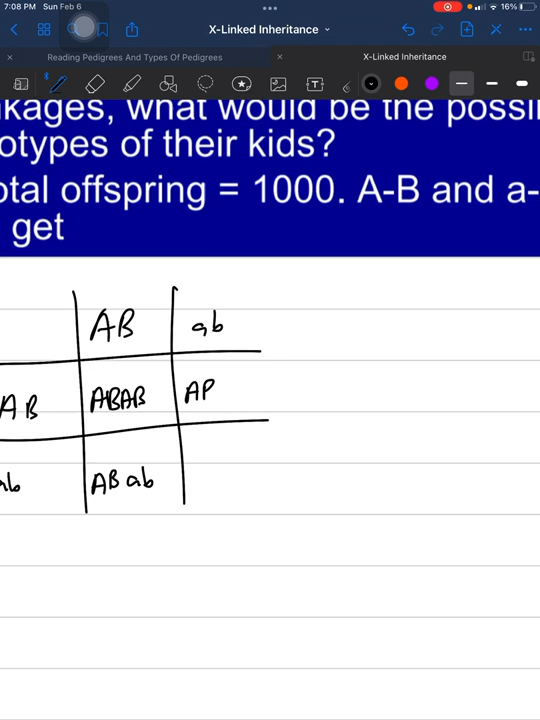 7:08 PM Sun Feb 6
16%
X-Linked Inheritance
Reading Pedigrees And Types Of Pedigrees
X-Linked Inheritance
kages, what would be the possi
otypes of their kids?
otal offspring = 1000. A-B and a-
get
AB ab
AB ABAB AP
ab AB ab